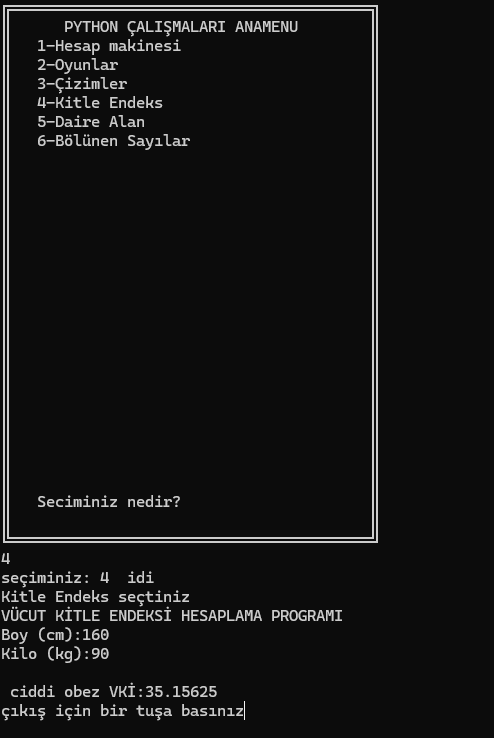 PYTHON ÇALIŞMALARI ANAMENU
1-Hesap makinesi
2-Oyunlar
3-Çizimler
4-Kitle Endeks
5-Daire Alan
6-Bölünen Sayılar
Seciminiz nedir?
4
seçiminiz: 4  idi
Kitle Endeks seçtiniz
VÜCUT KİTLE ENDEKSİ HESAPLAMA PROGRAMI
Boy (cm):160
Kilo (kg):90
ciddi obez VKİ:35.15625
çıkış için bir tuşa basınız